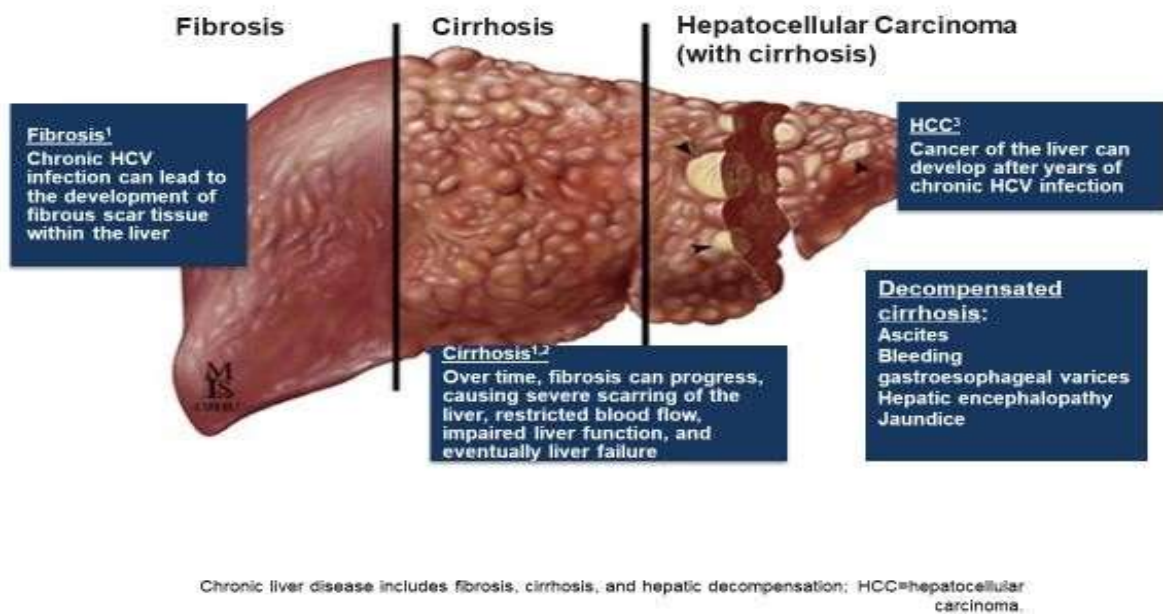 Fibrosis
Cirrhosis
Hepatocellular Carcinoma
(with cirrhosis)
Fibrosis¹
Chronic HCV
infection can lead to
the development of
fibrous scar tissue
within the liver
HCC³
Cancer of the liver can
develop after years of
chronic HCV infection
Cirrhosis¹,²
Over time, fibrosis can progress,
causing severe scarring of the
liver, restricted blood flow,
impaired liver function, and
eventually liver failure
Decompensated
cirrhosis:
Ascites
Bleeding
gastroesophageal varices
Hepatic encephalopathy
Jaundice
Chronic liver disease includes fibrosis, cirrhosis, and hepatic decompensation; HCC=hepatocellular
carcinoma.